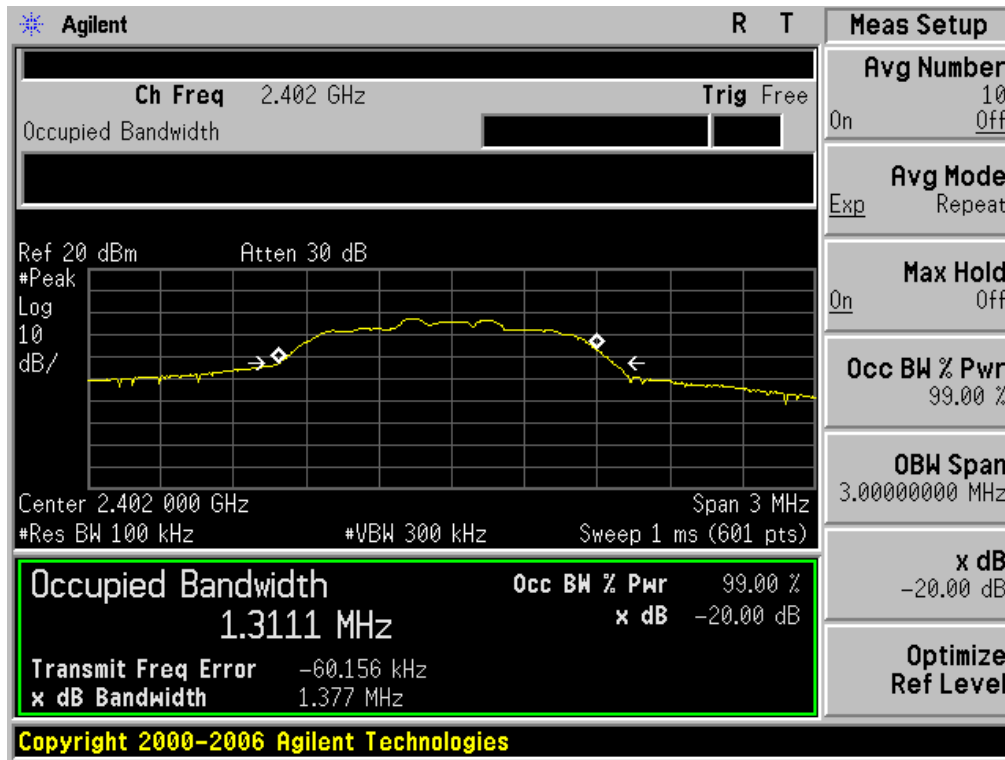 Agilent R T
Ch Freq 2.402 GHz Trig Free
Occupied Bandwidth
Ref 20 dBm Atten 30 dB
#Peak
Log
10
dB/
Center 2.402 000 GHz Span 3 MHz
#Res BW 100 kHz #VBW 300 kHz Sweep 1 ms (601 pts)
Occupied Bandwidth Occ BW % Pwr 99.00 %
1.3111 MHz x dB -20.00 dB
Transmit Freq Error -60.156 kHz
x dB Bandwidth 1.377 MHz
Copyright 2000-2006 Agilent Technologies
Meas Setup
Avg Number
10
On Off
Avg Mode
Exp Repeat
Max Hold
On Off
Occ BW % Pwr
99.00 %
OBW Span
3.00000000 MHz
x dB
-20.00 dB
Optimize
Ref Level